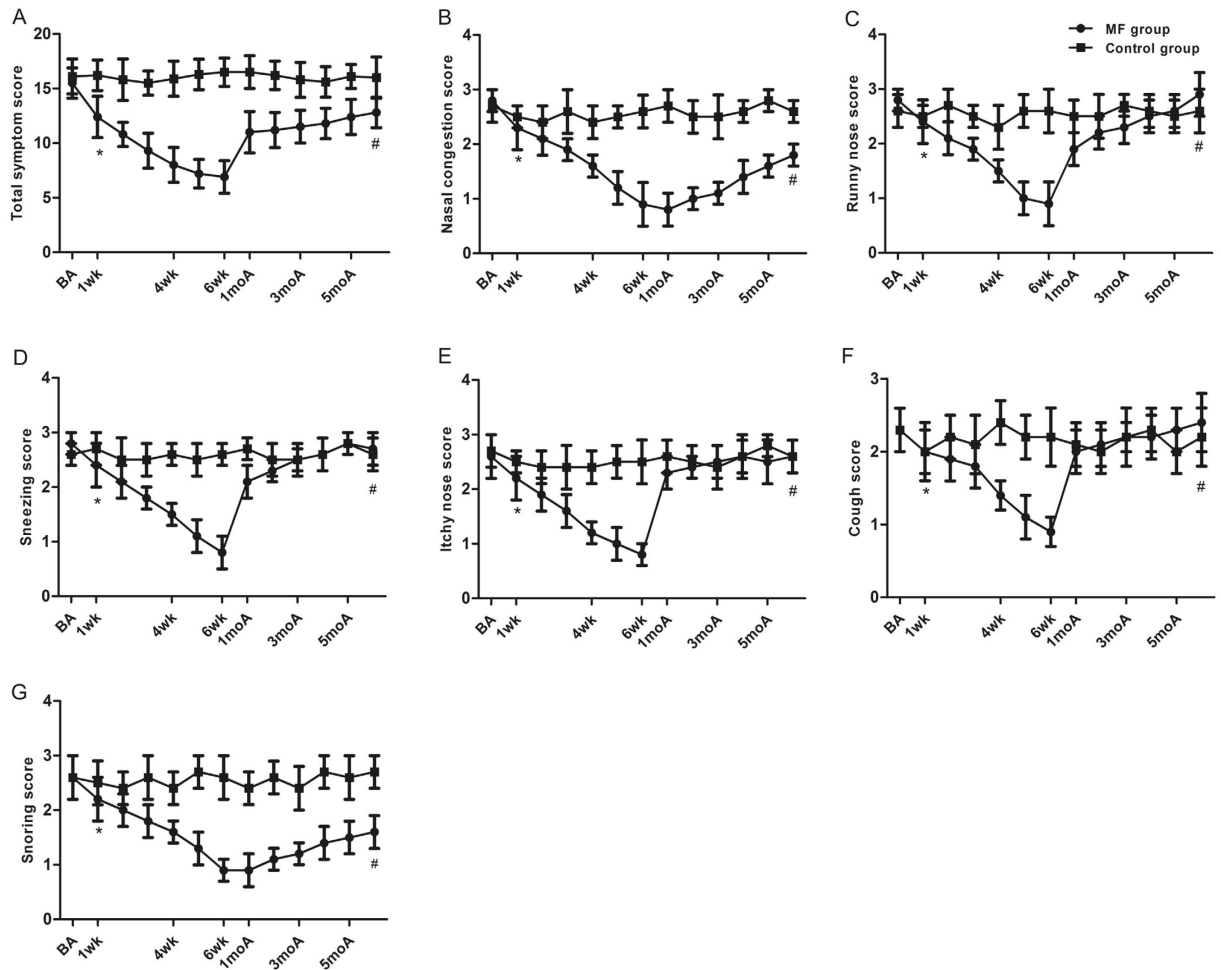 A
Total symptom score
20
15
10
5
0
*
#
BA
1wk
4wk
6wk
1moA
3moA
5moA
B
Nasal congestion score
4
3
2
1
0
*
#
BA
1wk
4wk
6wk
1moA
3moA
5moA
C
MF group
Control group
Runny nose score
4
3
2
1
0
*
#
BA
1wk
4wk
6wk
1moA
3moA
5moA
D
Sneezing score
4
3
2
1
0
*
#
BA
1wk
4wk
6wk
1moA
3moA
5moA
E
Itchy nose score
4
3
2
1
0
*
#
BA
1wk
4wk
6wk
1moA
3moA
5moA
F
Cough score
3
2
1
0
*
#
BA
1wk
4wk
6wk
1moA
3moA
5moA
G
Snoring score
4
3
2
1
0
*
#
BA
1wk
4wk
6wk
1moA
3moA
5moA